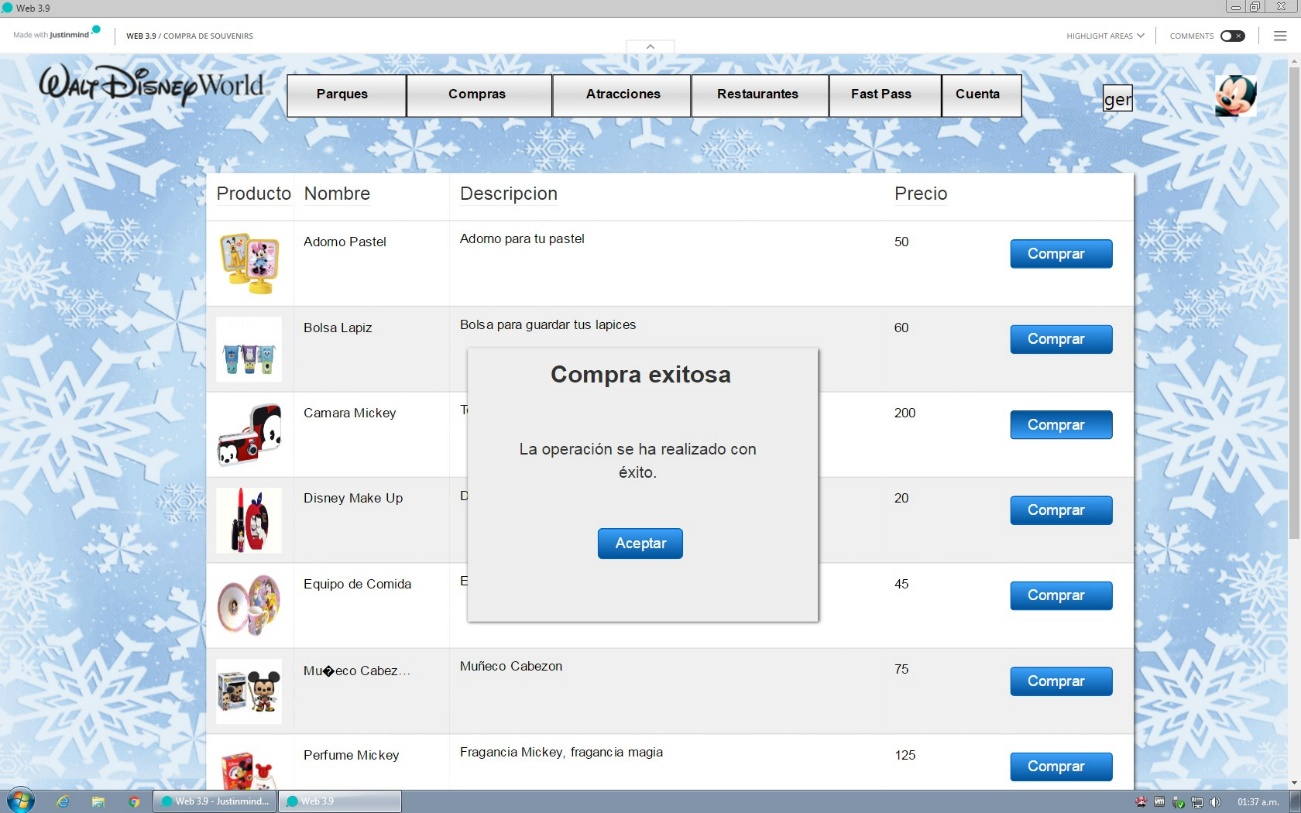 Web 3.9
Made with Justinmind
WEB 3.9 / COMPRA DE SOUVENIRS
HIGHLIGHT AREAS
COMMENTS
WALT DISNEY World
Parques
Compras
Atracciones
Restaurantes
Fast Pass
Cuenta
ger
Producto Nombre Descripcion Precio
Adorno Pastel Adorno para tu pastel 50 Comprar
Bolsa Lapiz Bolsa para guardar tus lapices 60 Comprar
Camara Mickey 200 Comprar
Disney Make Up D 20 Comprar
Equipo de Comida E 45 Comprar
Mu�eco Cabez... Muñeco Cabezon 75 Comprar
Perfume Mickey Fragancia Mickey, fragancia magia 125 Comprar
Compra exitosa
La operación se ha realizado con
éxito.
Aceptar
Web 3.9 - Justinmind...
Web 3.9
01:37 a.m.